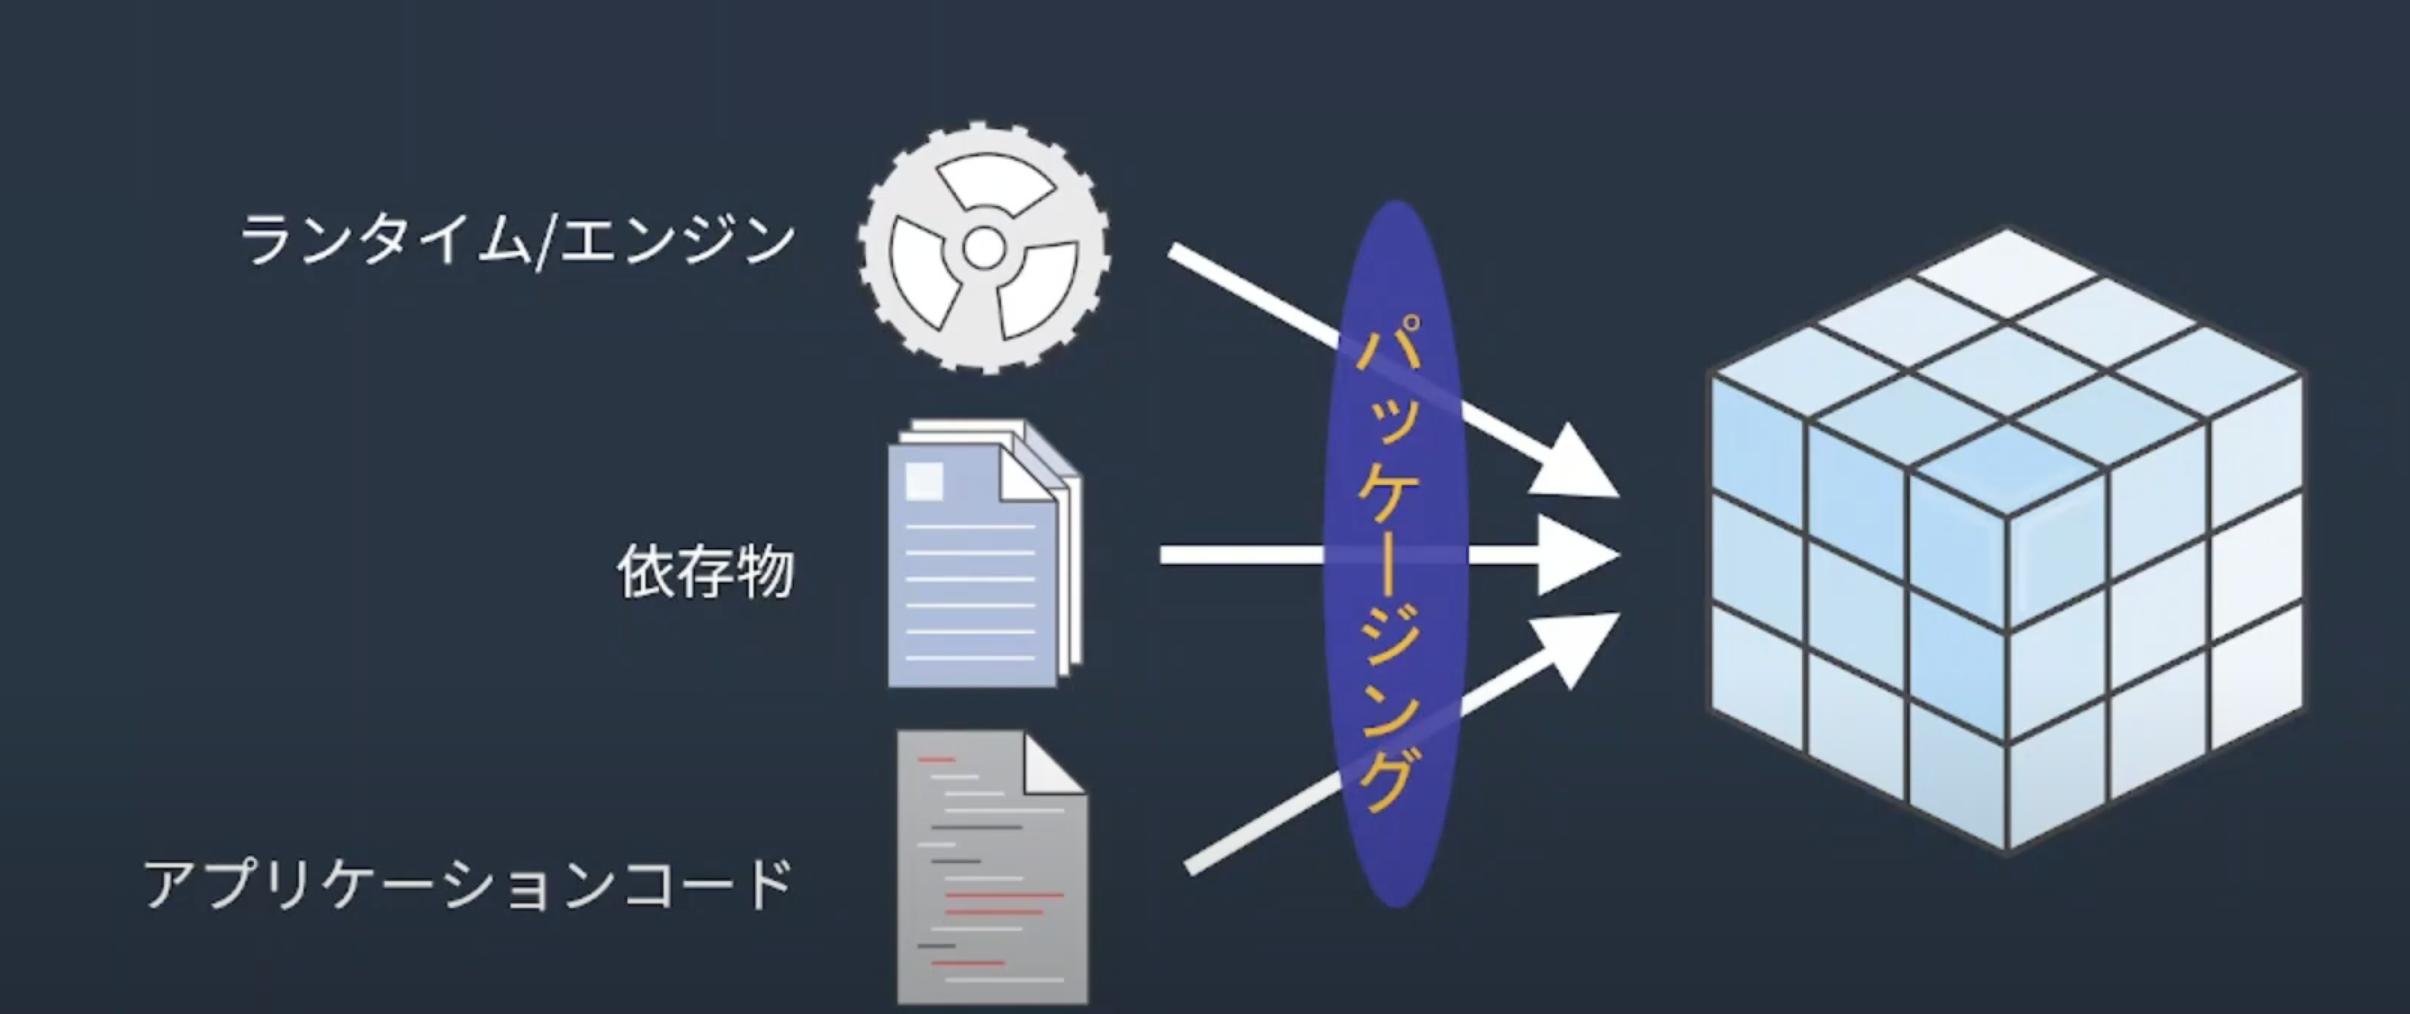 ランタイム/エンジン
依存物
アプリケーションコード
パッケージング